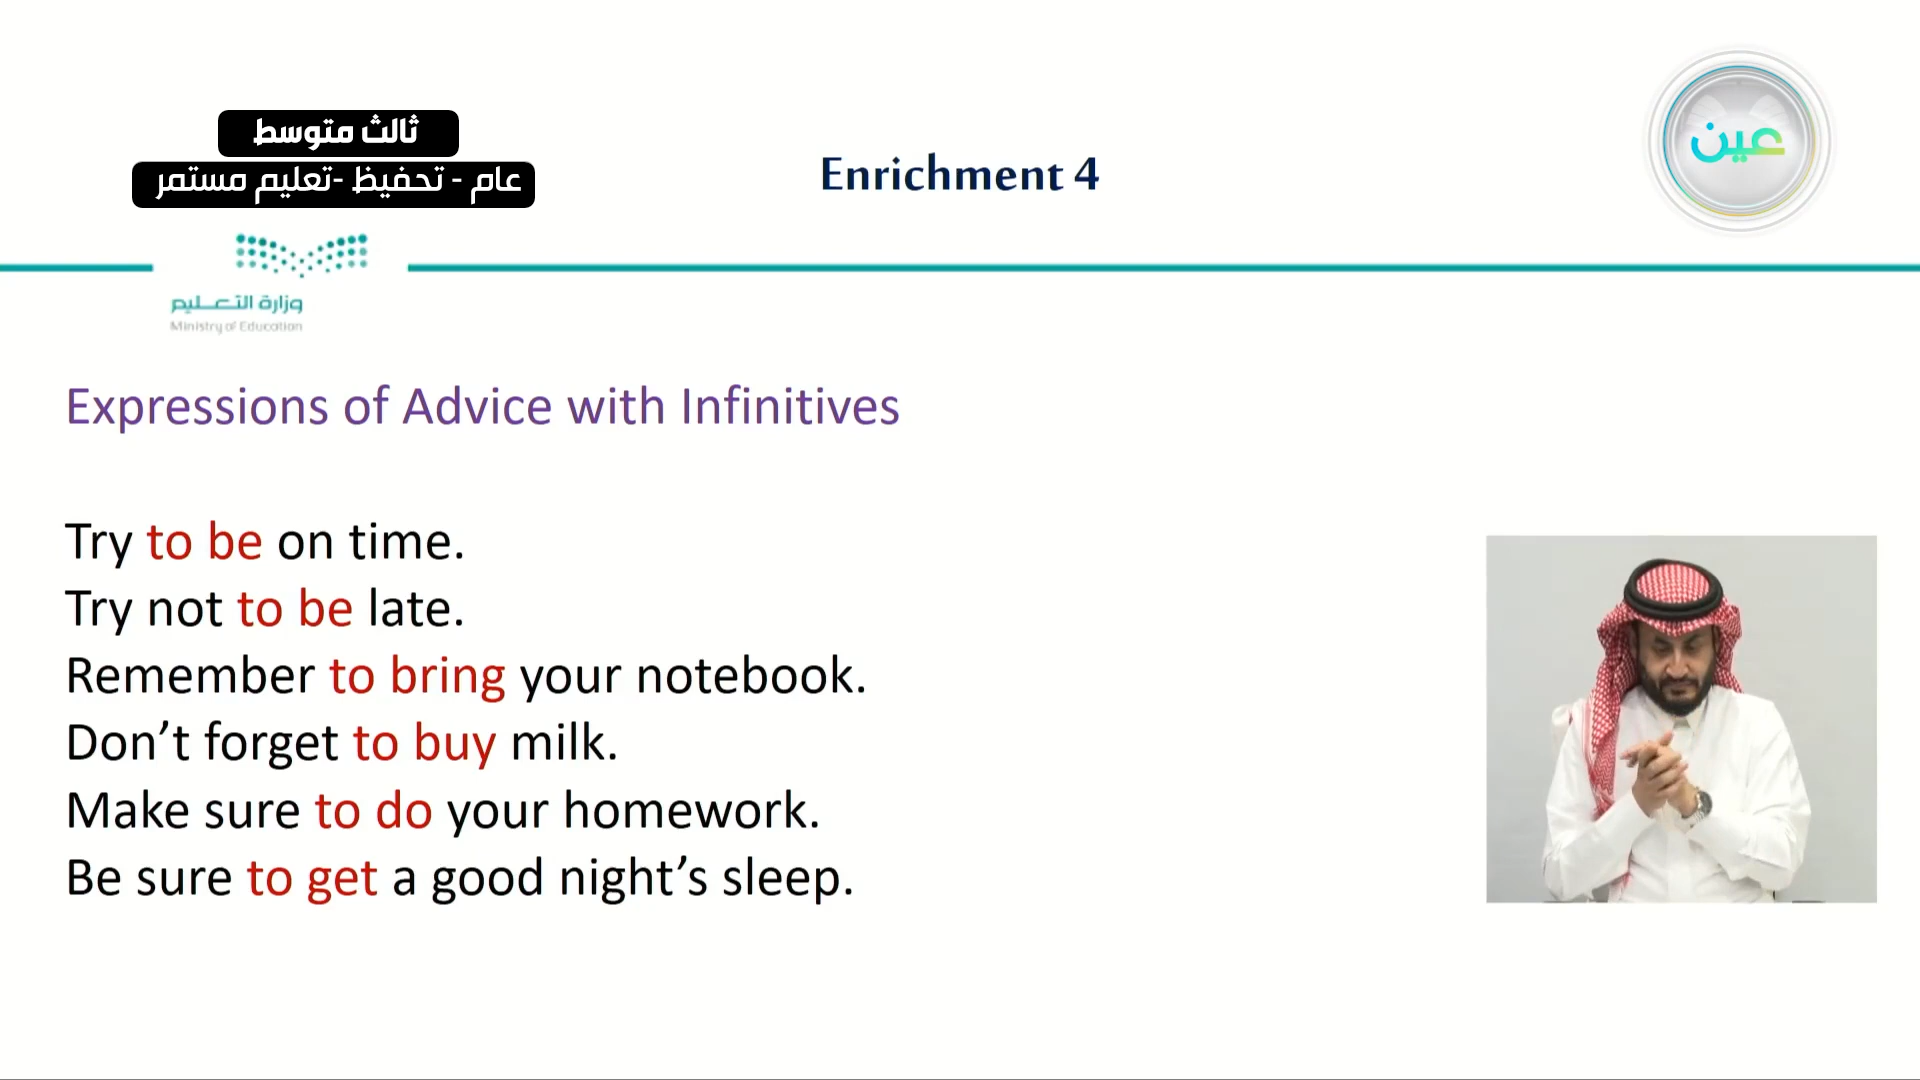 ثالث متوسط
عام - تحفيظ -تعليم مستمر
Enrichment 4
عين
وزارة التعـــليم
Ministry of Education
Expressions of Advice with Infinitives
Try to be on time.
Try not to be late.
Remember to bring your notebook.
Don’t forget to buy milk.
Make sure to do your homework.
Be sure to get a good night’s sleep.